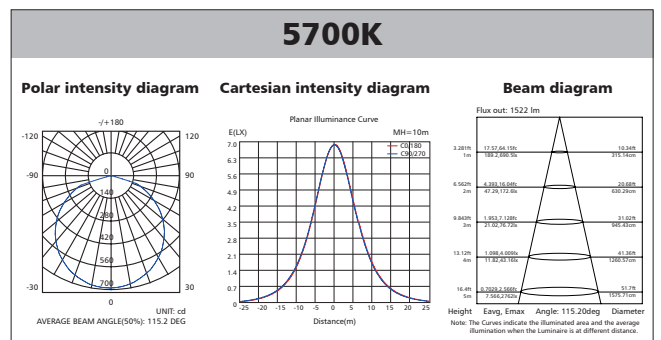 5700K
Polar intensity diagram
Cartesian intensity diagram
Beam diagram
-/+180
-120
120
-90
90
-30
30
0
140
280
420
560
700
0
UNIT: cd
AVERAGE BEAM ANGLE(50%): 115.2 DEG
Planar Illuminance Curve
E(LX)
MH=10m
C0/180
C90/270
7.0
6.3
5.6
4.9
4.2
3.5
2.8
2.1
1.4
0.7
0
-25 -20 -15 -10 -5 0 5 10 15 20 25
Distance(m)
Flux out: 1522 lm
3.281ft 17.57,64.15fc 10.34ft
1m 189.2,690.5lx 315.14cm
6.562ft 4.393,16.04fc 20.68ft
2m 47.29,172.6lx 630.29cm
9.843ft 1.953,7.128fc 31.02ft
3m 21.02,76.72lx 945.43cm
13.12ft 1.098,4.009fc 41.36ft
4m 11.82,43.16lx 1260.57cm
16.4ft 0.7029,2.566fc 51.7ft
5m 7.566,2762lx 1575.71cm
Height Eavg, Emax Angle: 115.20deg Diameter
Note: The Curves indicate the illuminated area and the average
illumination when the Luminaire is at different distance.